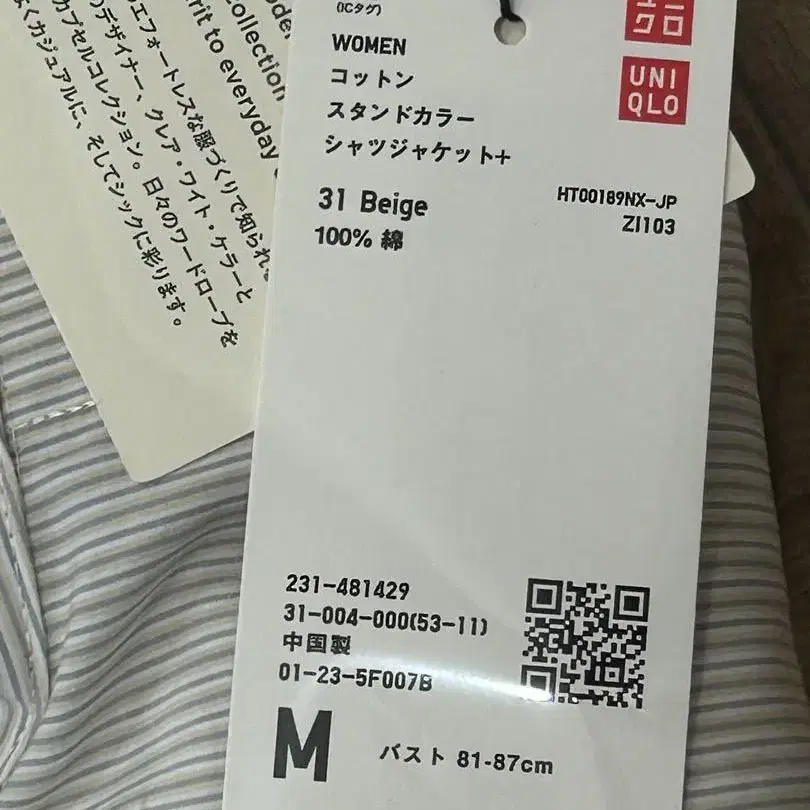 ollection
rit to everyday
エフォートレスな服づくりで知られ
デザイナー、クレア・ワイト・ケラーと
カプセルコレクション。日々のワードローブを
くカジュアルに、そしてシックに彩ります。
(ICタグ)
WOMEN
コットン
スタンドカラー
シャツジャケット+
クロ
UNI
QLO
31 Beige
100% 綿
HT00189NX-JP
ZI103
231-481429
31-004-000(53-11)
中国製
01-23-5F007B
M
バスト 81-87cm